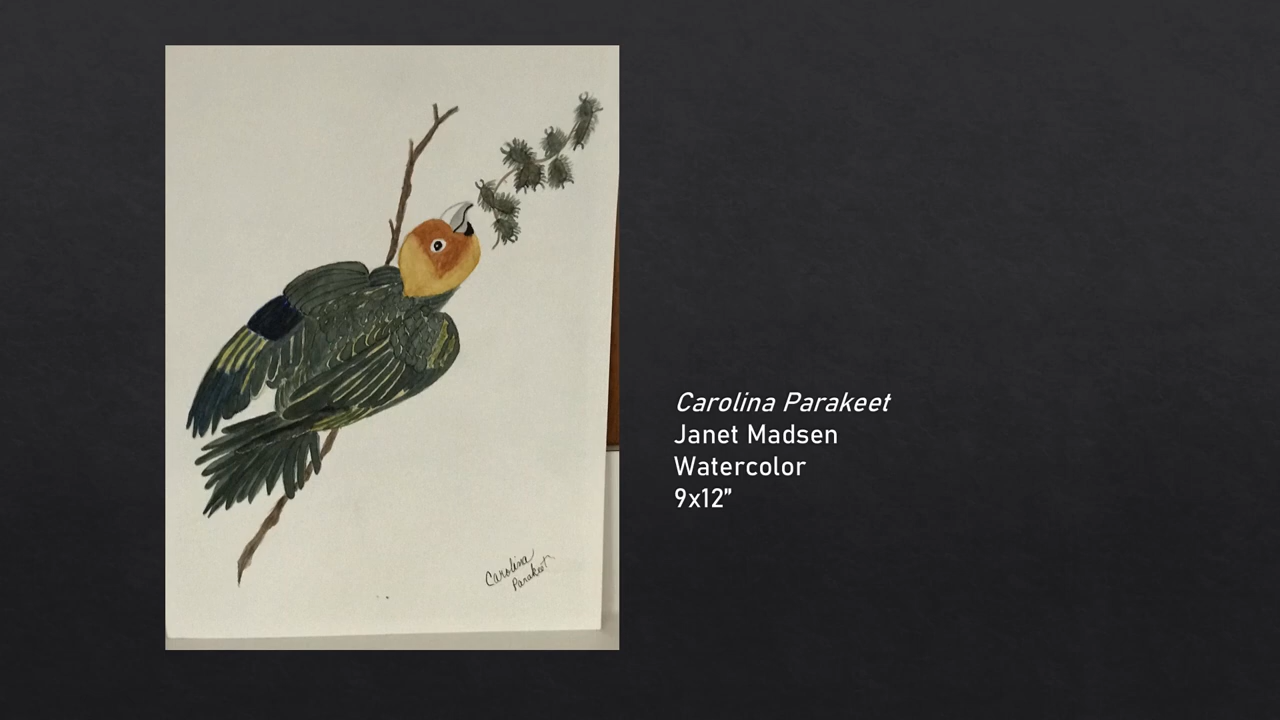 Carolina
Parakeet
Carolina Parakeet
Janet Madsen
Watercolor
9x12”